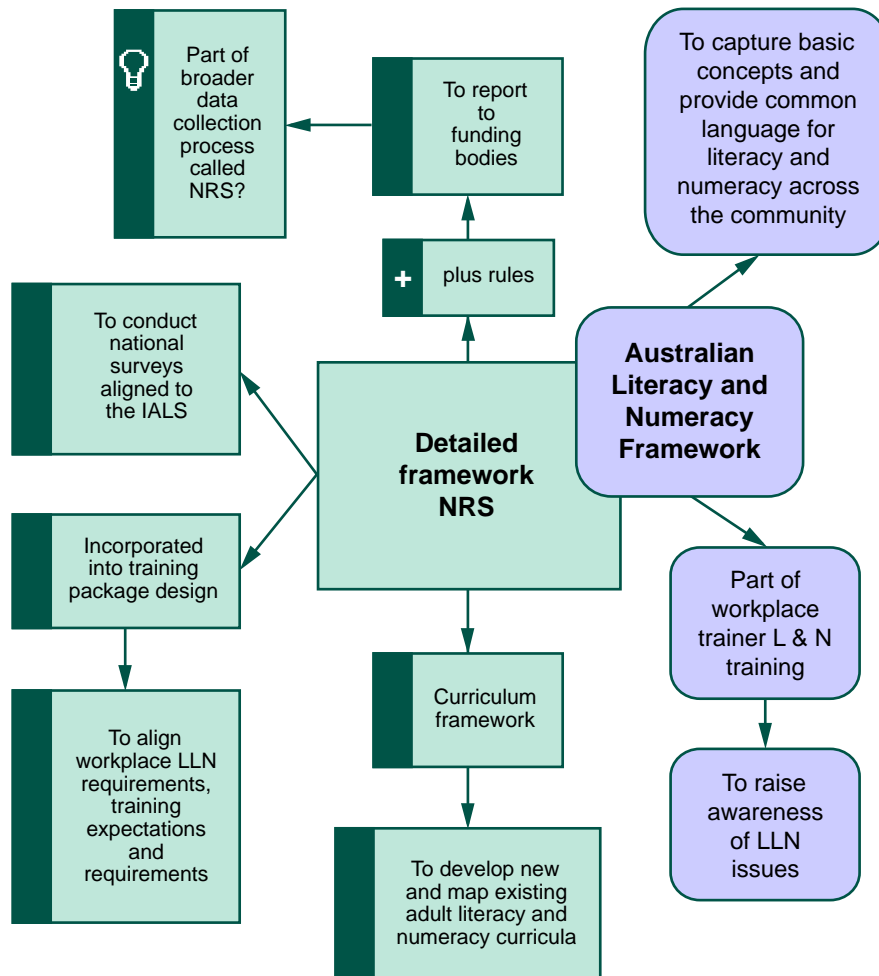 Part of
broader
data
collection
process
called
NRS?
To report
to
funding
bodies
To capture basic
concepts and
provide common
language for
literacy and
numeracy across
the community
+
plus rules
To conduct
national
surveys
aligned to
the IALS
Detailed
framework
NRS
Australian
Literacy and
Numeracy
Framework
Incorporated
into training
package design
Part of
workplace
trainer L & N
training
Curriculum
framework
To align
workplace LLN
requirements,
training
expectations
and
requirements
To raise
awareness
of LLN
issues
To develop new
and map existing
adult literacy and
numeracy curricula